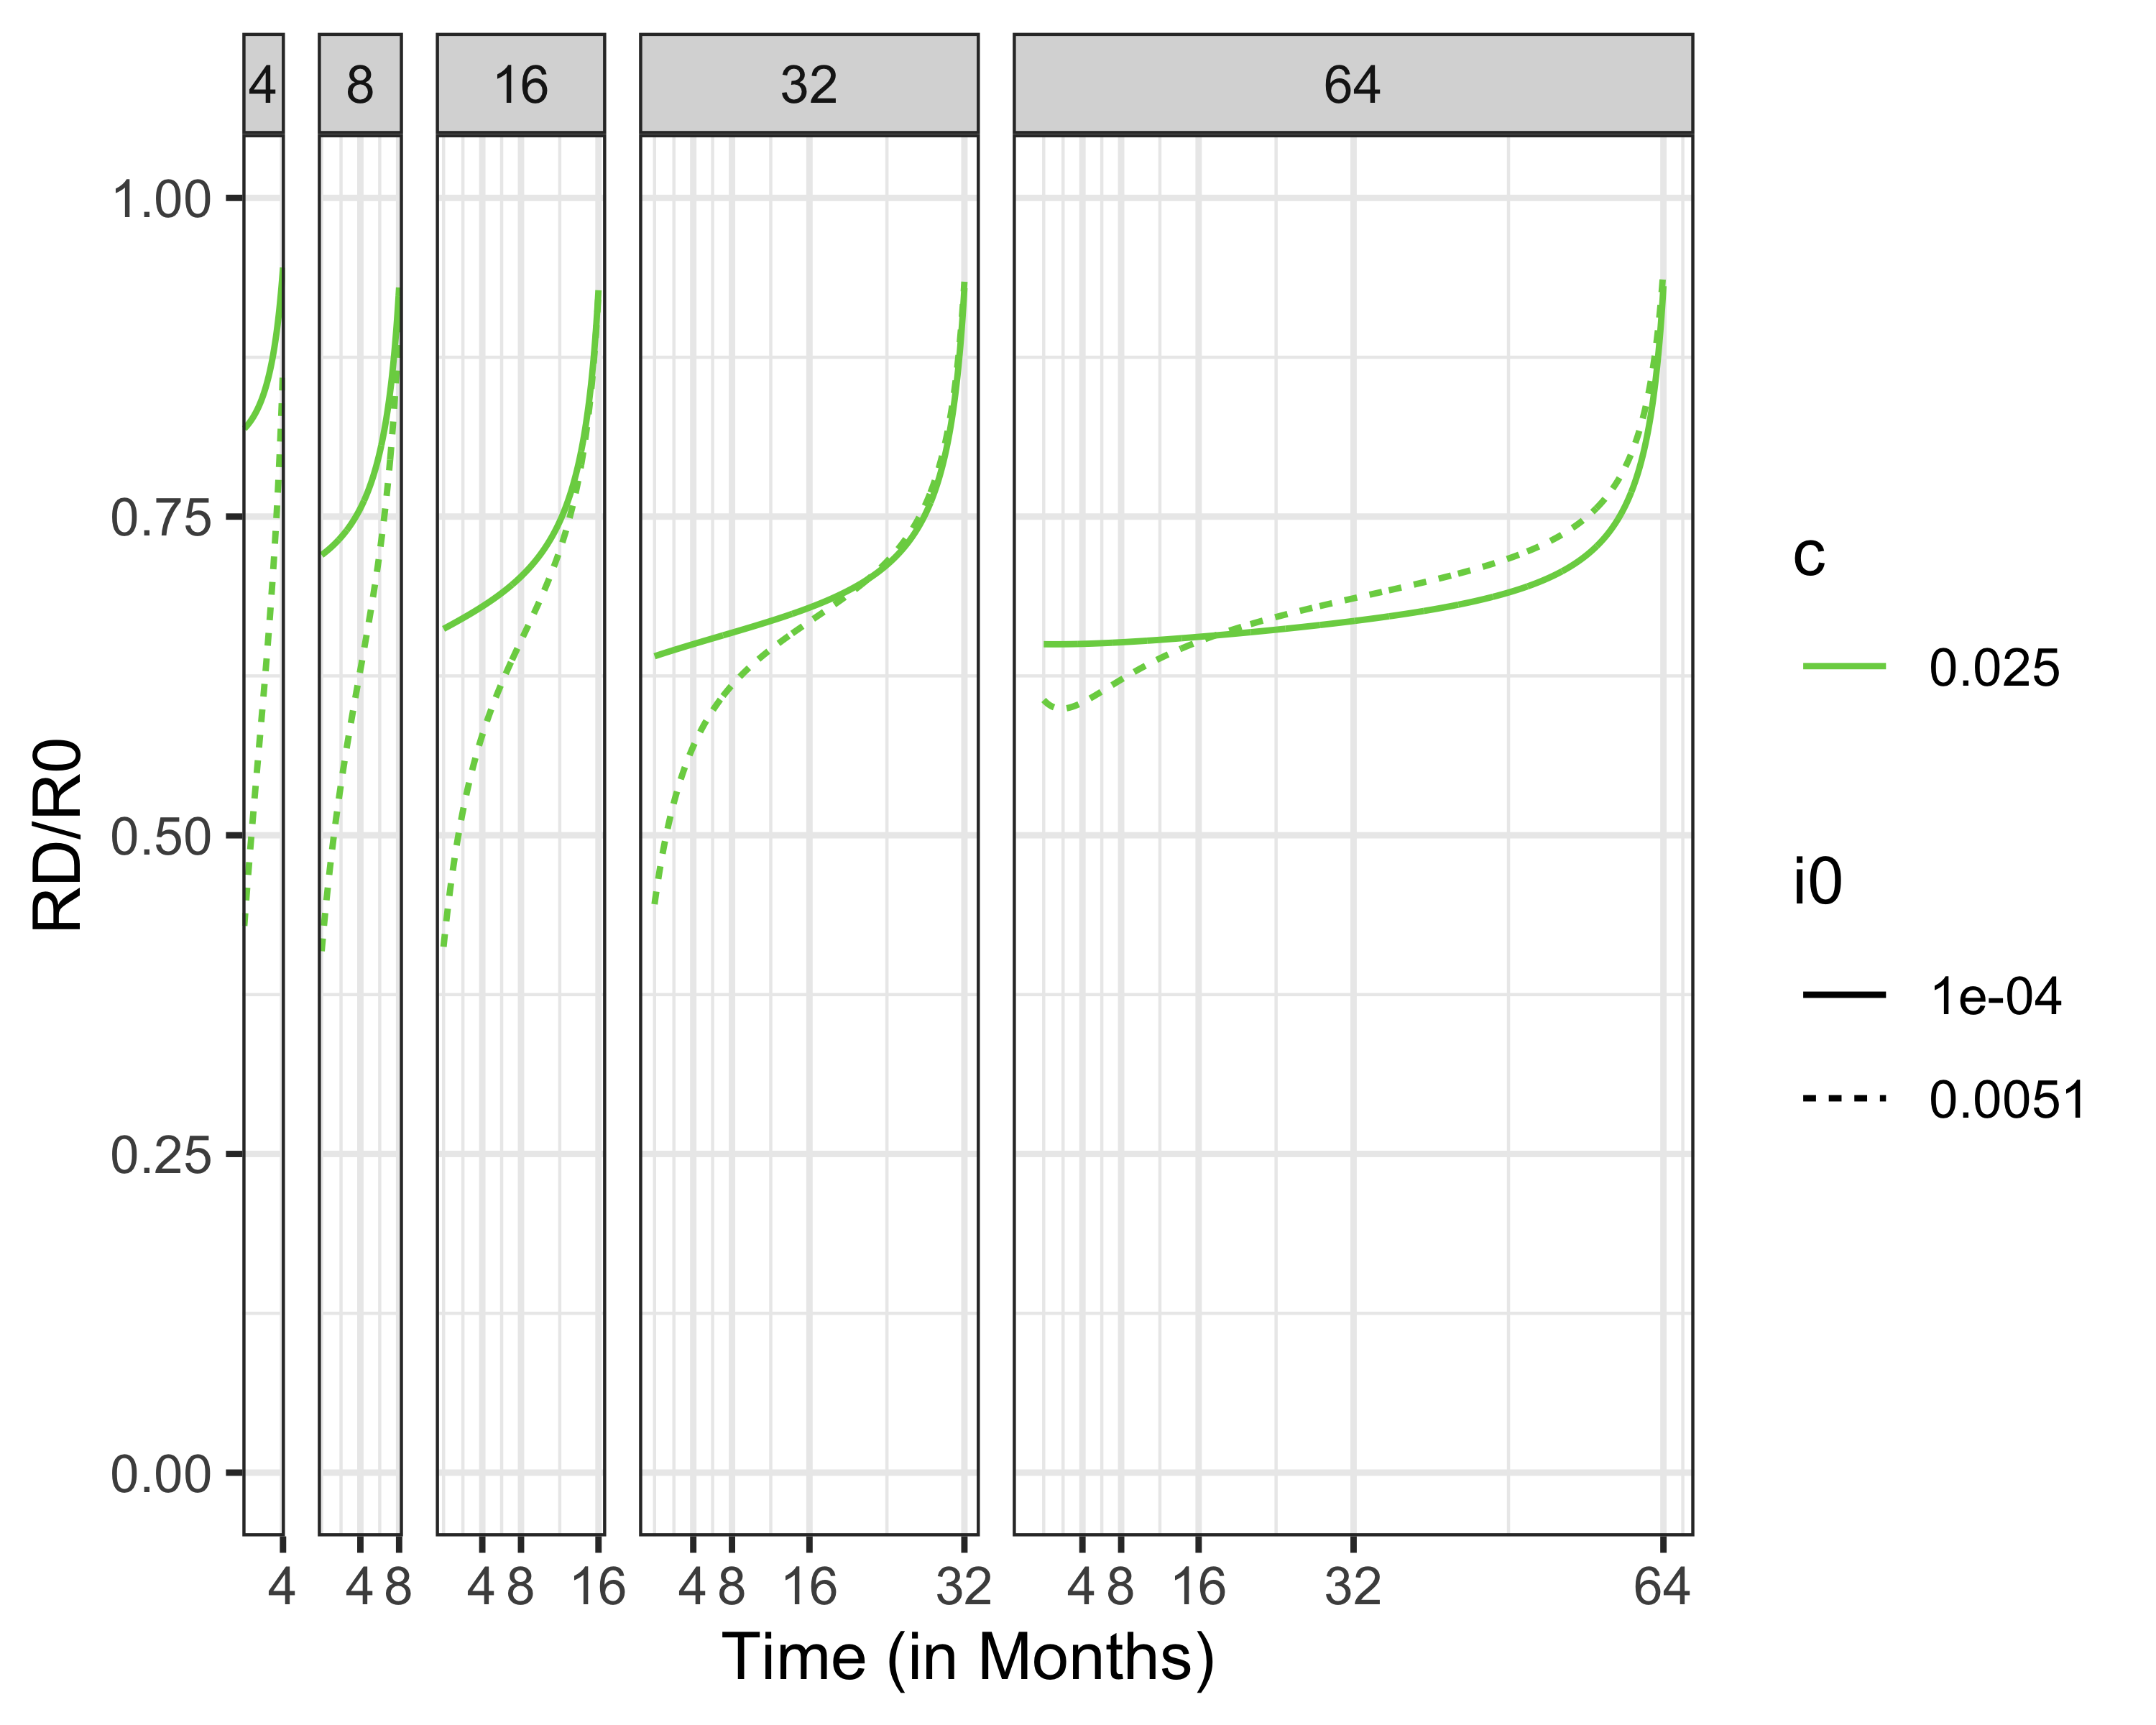 4 8 16 32 64
1.00
0.75
0.50
0.25
0.00
RD/R0
4 4 8 4 8 16 4 8 16 32 4 8 16 32 64
Time (in Months)
c
0.025
i0
1e-04
0.0051